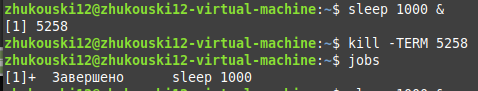 zhukouski12@zhukouski12-virtual-machine:~$ sleep 1000 &
[1] 5258
zhukouski12@zhukouski12-virtual-machine:~$ kill -TERM 5258
zhukouski12@zhukouski12-virtual-machine:~$ jobs
[1]+  Завершено      sleep 1000